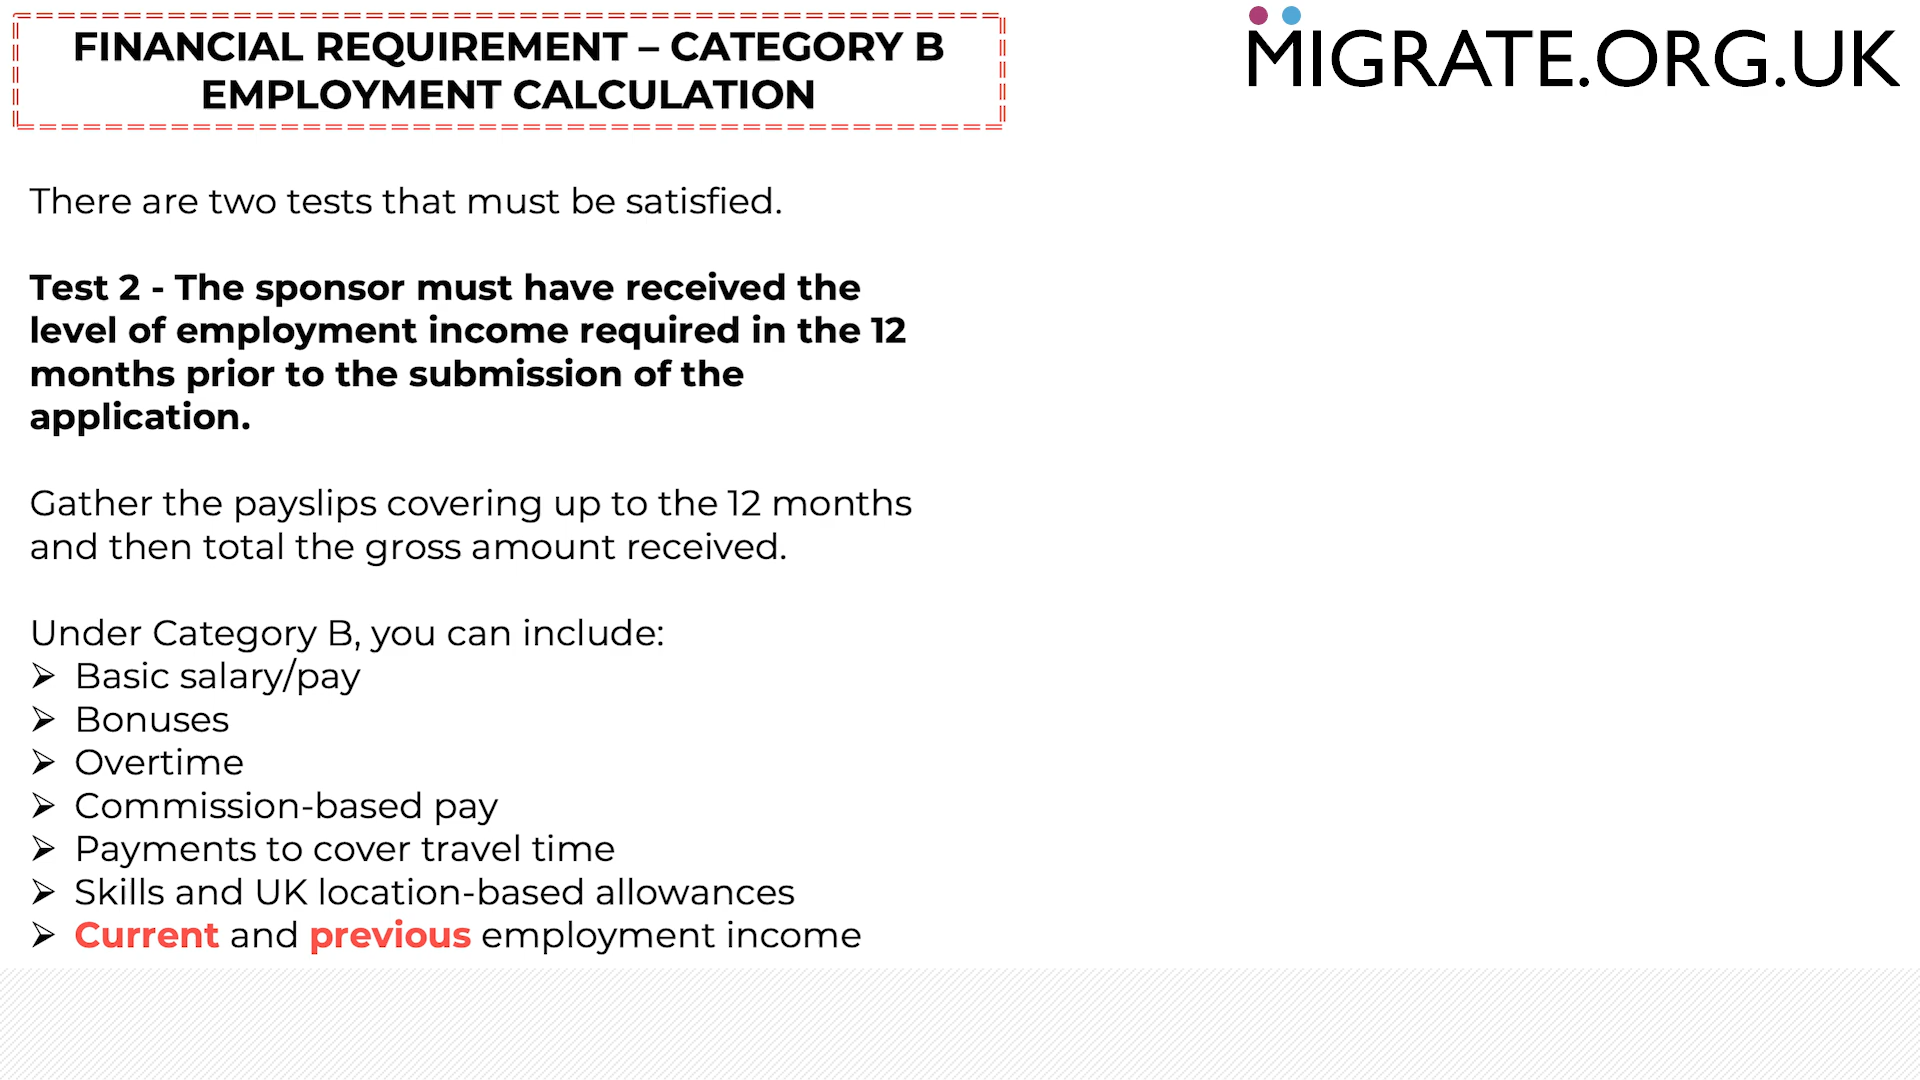 FINANCIAL REQUIREMENT – CATEGORY B
EMPLOYMENT CALCULATION
MIGRATE.ORG.UK
There are two tests that must be satisfied.
Test 2 - The sponsor must have received the
level of employment income required in the 12
months prior to the submission of the
application.
Gather the payslips covering up to the 12 months
and then total the gross amount received.
Under Category B, you can include:
➢ Basic salary/pay
➢ Bonuses
➢ Overtime
➢ Commission-based pay
➢ Payments to cover travel time
➢ Skills and UK location-based allowances
➢ Current and previous employment income